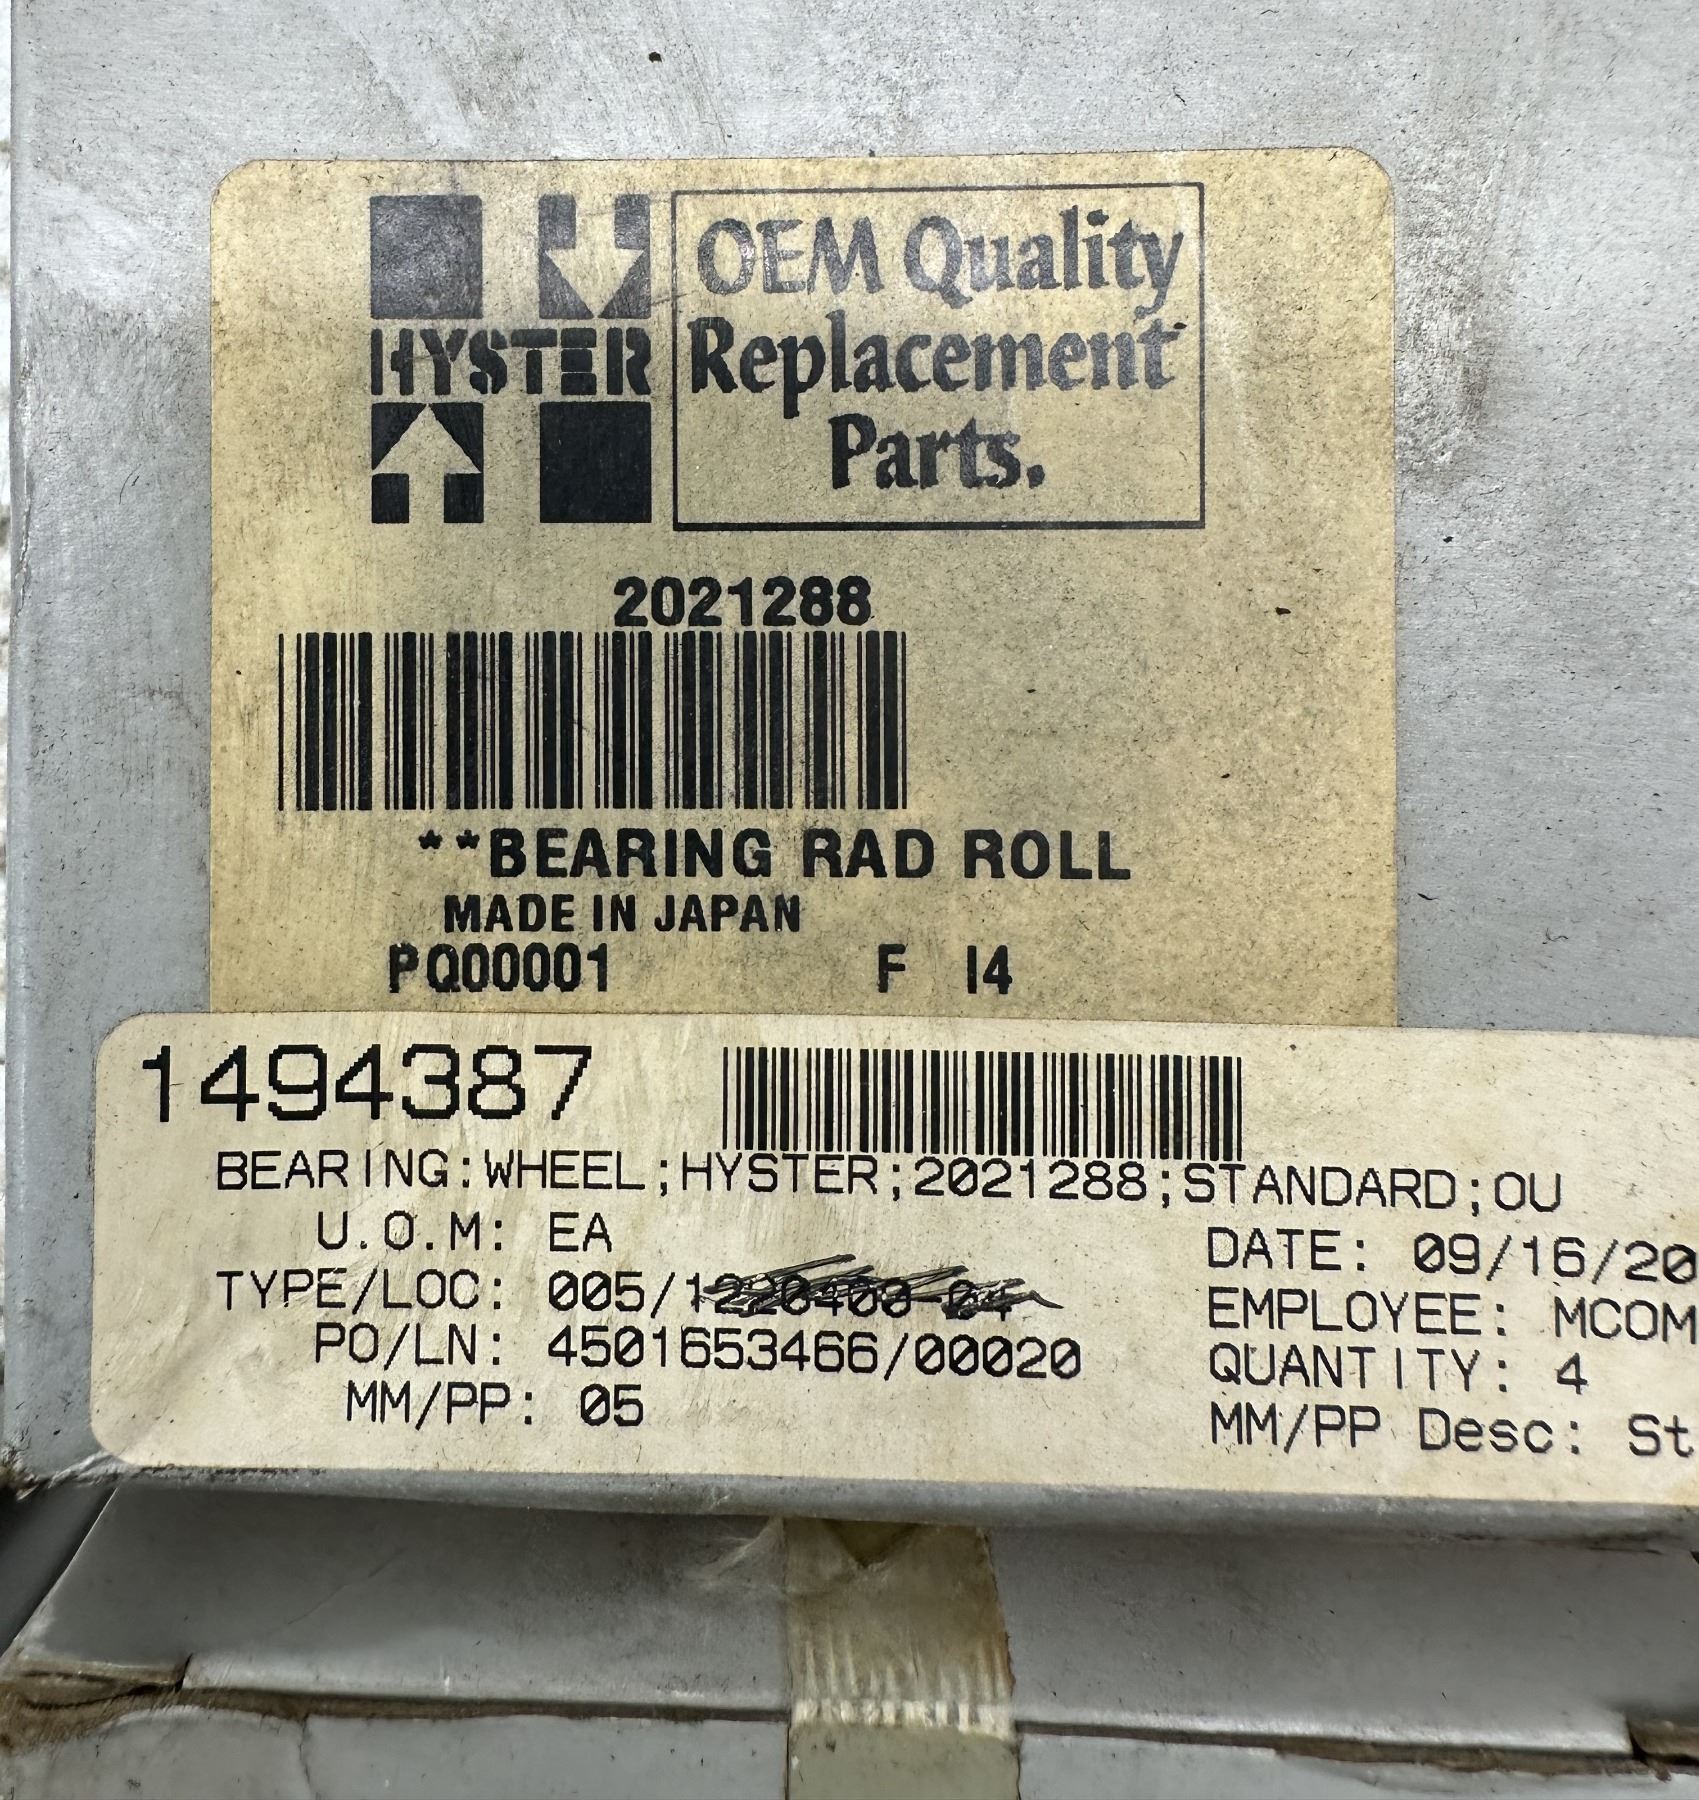 HYSTER
OEM Quality
Replacement
Parts.
2021288
**BEARING RAD ROLL
MADE IN JAPAN
PQ00001 F I4
1494387
BEARING:WHEEL;HYSTER;2021288;STANDARD;OU
U.O.M: EA
DATE: 09/16/20
TYPE/LOC: 005/
EMPLOYEE: MCOM
PO/LN: 4501653466/00020
QUANTITY: 4
MM/PP: 05
MM/PP Desc: St